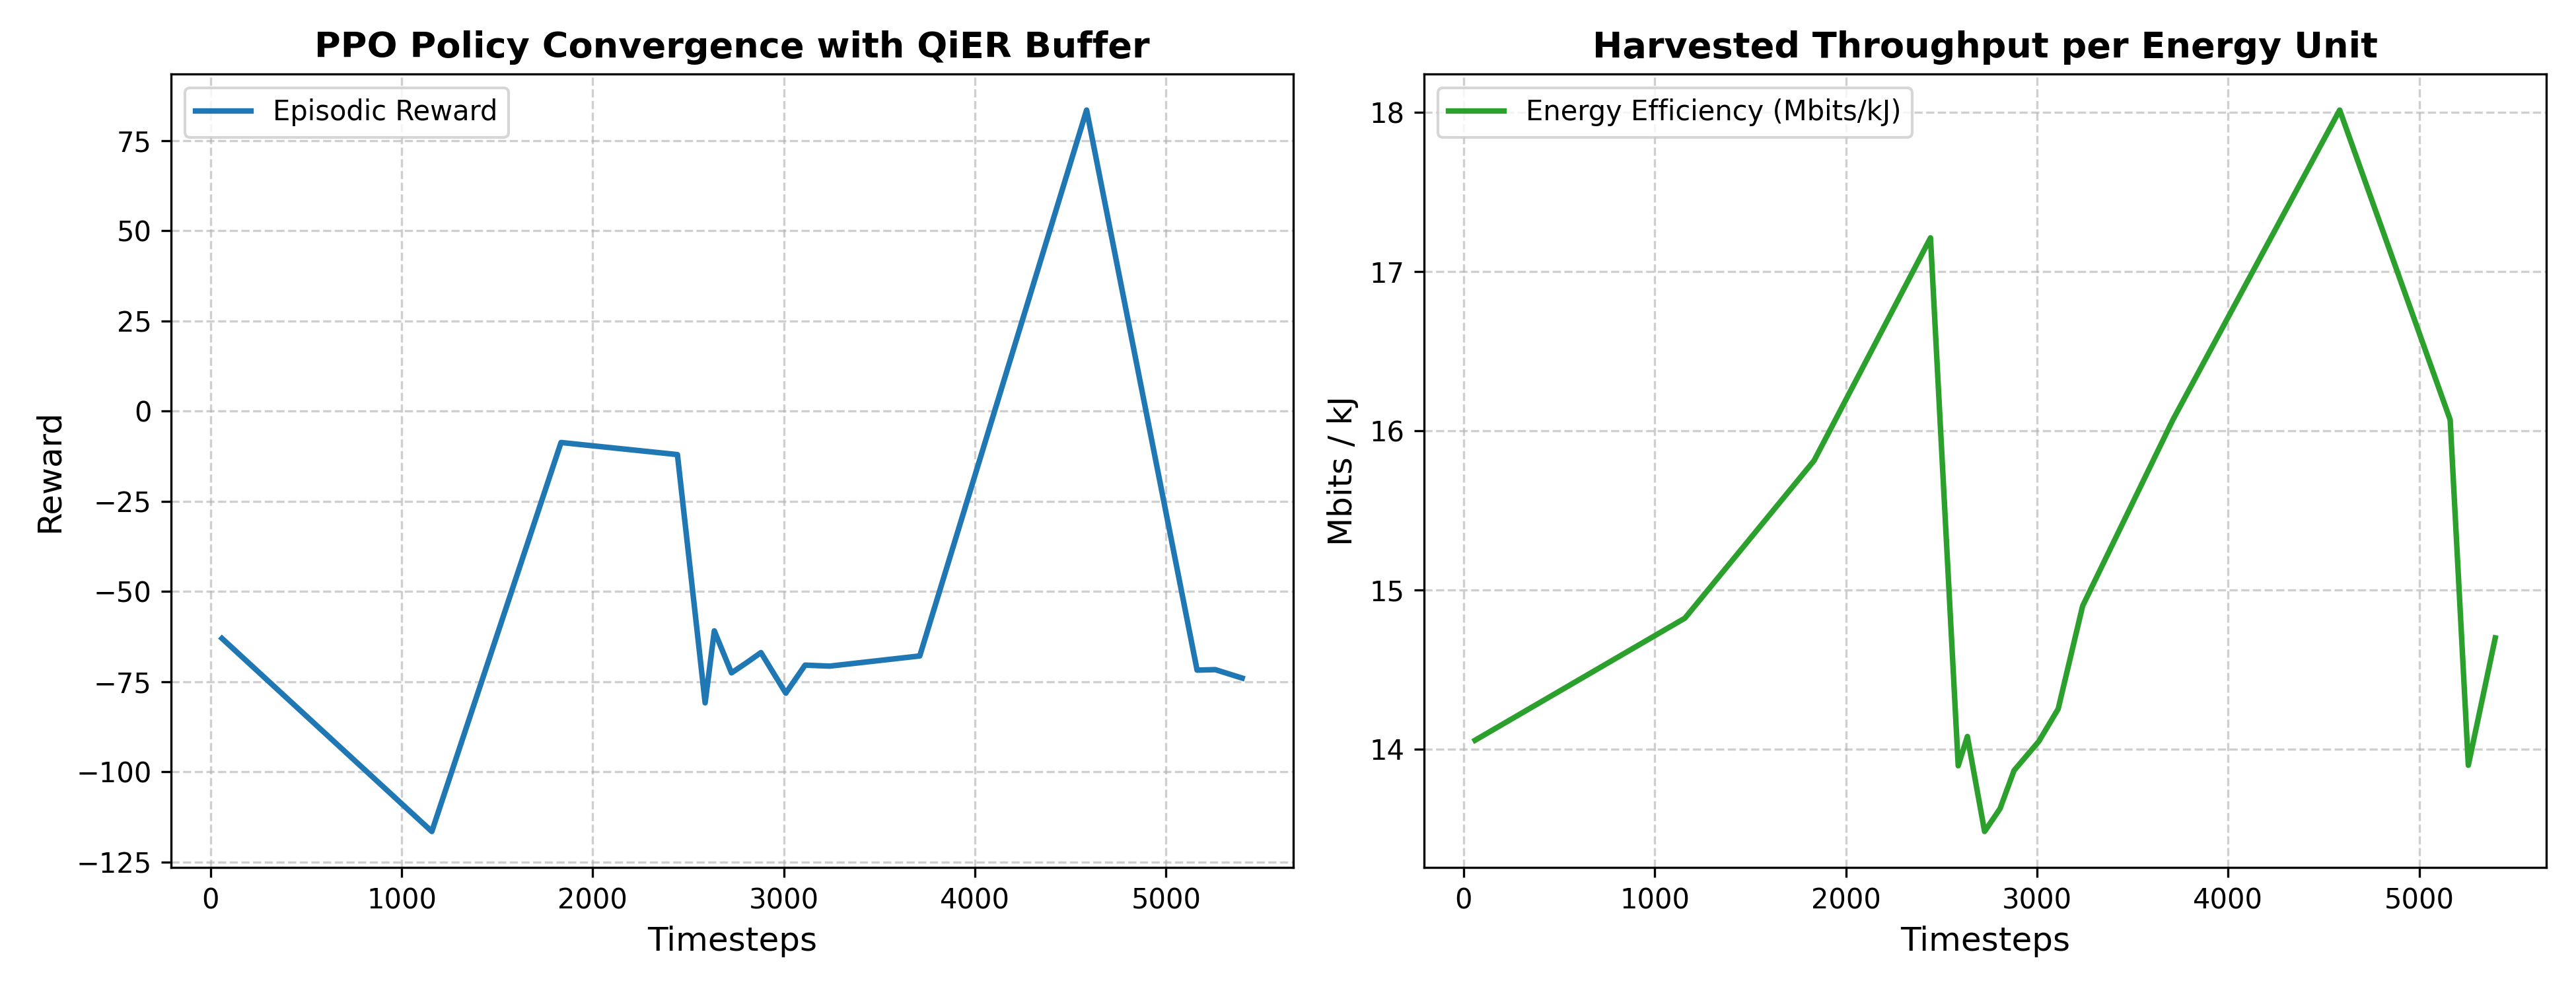 PPO Policy Convergence with QiER Buffer
Episodic Reward
75
50
25
0
−25
−50
−75
−100
−125
Reward
0 1000 2000 3000 4000 5000
Timesteps
Harvested Throughput per Energy Unit
Energy Efficiency (Mbits/kJ)
18
17
16
15
14
Mbits / kJ
0 1000 2000 3000 4000 5000
Timesteps